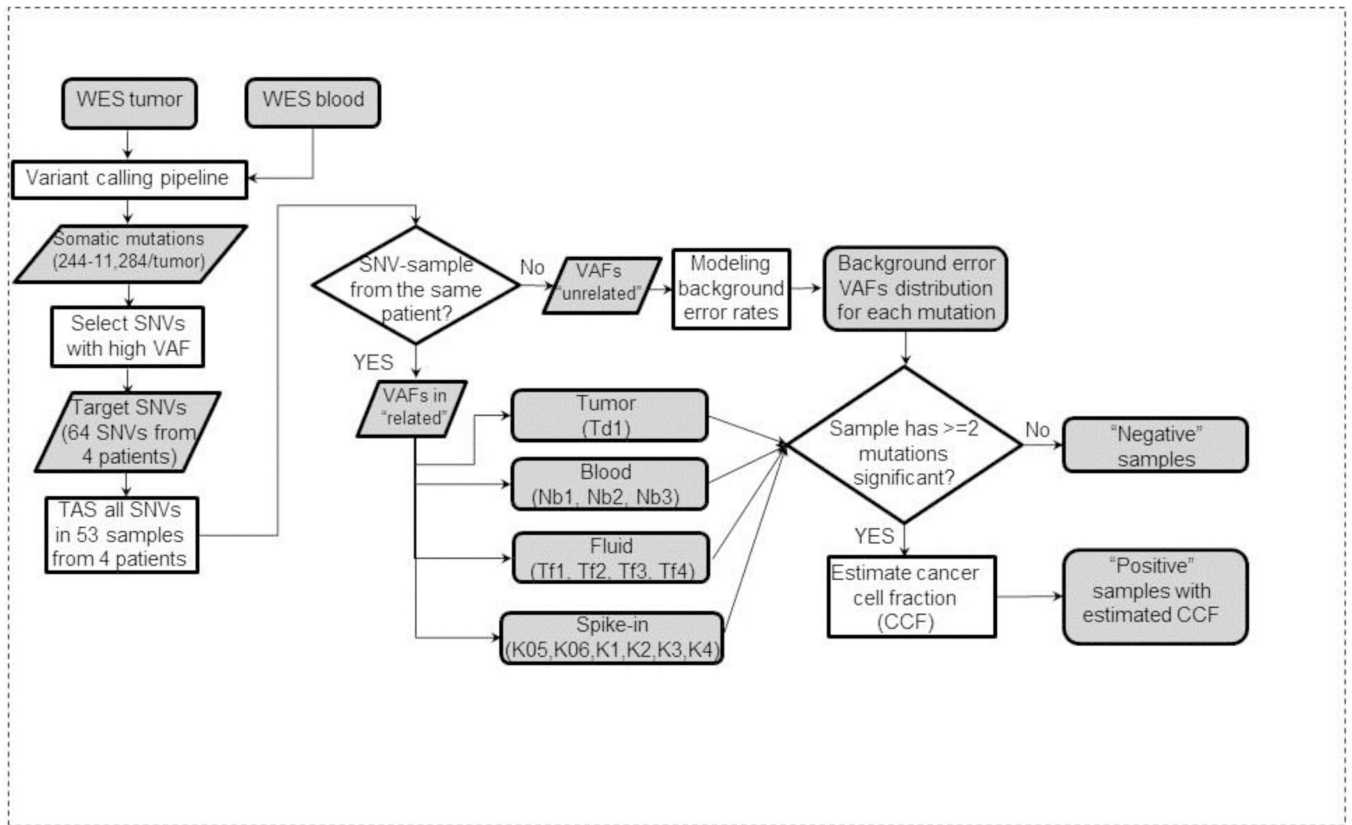 WES tumor
WES blood
Variant calling pipeline
Somatic mutations
(244-11,284/tumor)
Select SNVs
with high VAF
Target SNVs
(64 SNVs from
4 patients)
TAS all SNVs
in 53 samples
from 4 patients
SNV-sample
from the same
patient?
No
VAFs
"unrelated"
Modeling
background
error rates
Background error
VAFs distribution
for each mutation
YES
VAFs in
"related"
Tumor
(Td1)
Blood
(Nb1, Nb2, Nb3)
Fluid
(Tf1, Tf2, Tf3, Tf4)
Spike-in
(K05,K06,K1,K2,K3,K4)
Sample has >=2
mutations
significant?
No
"Negative"
samples
YES
Estimate cancer
cell fraction
(CCF)
"Positive"
samples with
estimated CCF